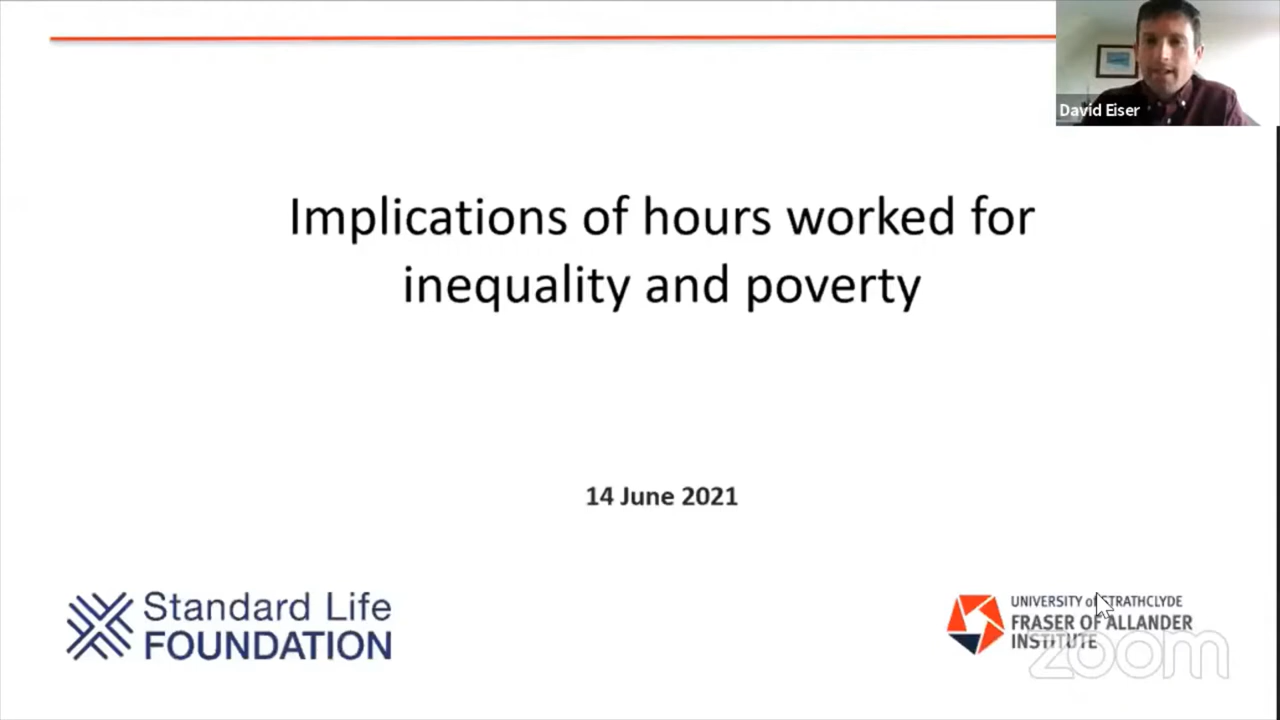 David Eiser
Implications of hours worked for
inequality and poverty
14 June 2021
Standard Life
FOUNDATION
UNIVERSITY of STRATHCLYDE
FRASER OF ALLANDER
INSTITUTE
zoom